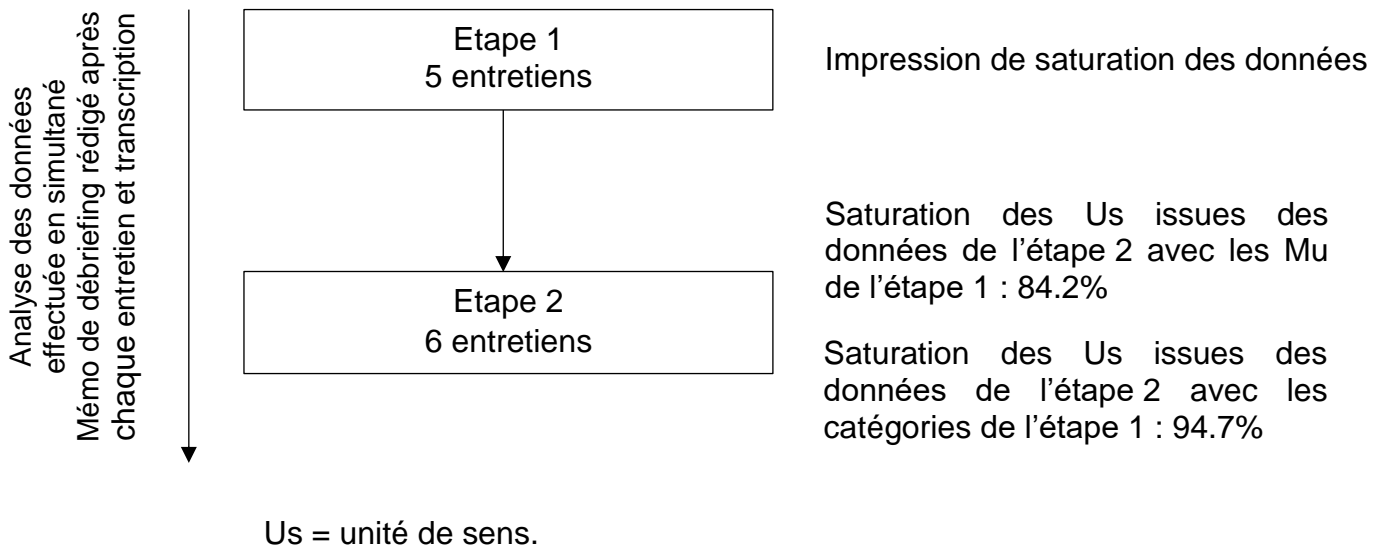 Analyse des données
effectuée en simultané
Mémo de débriefing rédigé après
chaque entretien et transcription
Etape 1
5 entretiens
Impression de saturation des données
Etape 2
6 entretiens
Saturation des Us issues des
données de l’étape 2 avec les Mu
de l’étape 1 : 84.2%
Saturation des Us issues des
données de l’étape 2 avec les
catégories de l’étape 1 : 94.7%
Us = unité de sens.